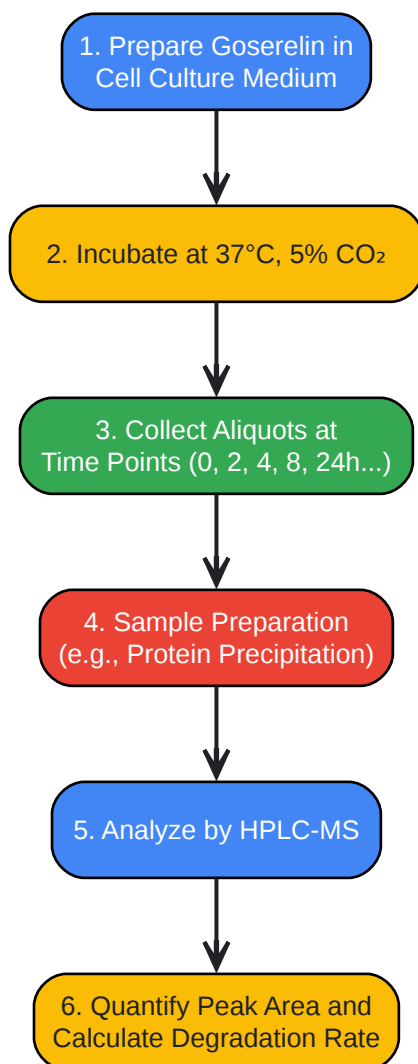 1. Prepare Goserelin in
Cell Culture Medium
2. Incubate at 37°C, 5% CO₂
3. Collect Aliquots at
Time Points (0, 2, 4, 8, 24h...)
4. Sample Preparation
(e.g., Protein Precipitation)
5. Analyze by HPLC-MS
6. Quantify Peak Area and
Calculate Degradation Rate